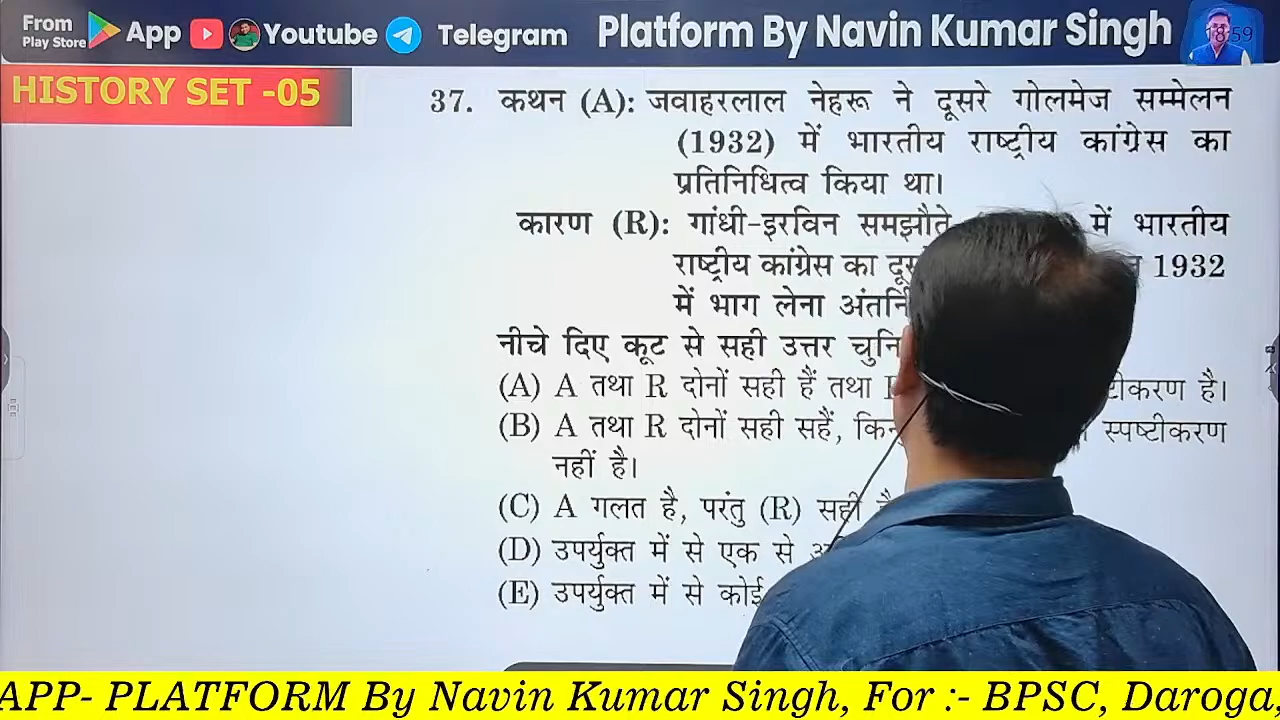 From
Play Store App Youtube Telegram Platform By Navin Kumar Singh
8:59
HISTORY SET -05
37. कथन (A): जवाहरलाल नेहरू ने दूसरे गोलमेज सम्मेलन
(1932) में भारतीय राष्ट्रीय कांग्रेस का
प्रतिनिधित्व किया था।
कारण (R): गांधी-इरविन समझौते में भारतीय
राष्ट्रीय कांग्रेस का 1932
में भाग लेना
नीचे दिए कूट से सही उत्तर
(A) A तथा R दोनों सही हैं तथा है।
(B) A तथा R दोनों सही सहैं, स्पष्टीकरण
नहीं है।
(C) A गलत है, परंतु (R) सही
(D) उपर्युक्त में से एक से
(E) उपर्युक्त में से कोई
APP- PLATFORM By Navin Kumar Singh, For :- BPSC, Daroga,